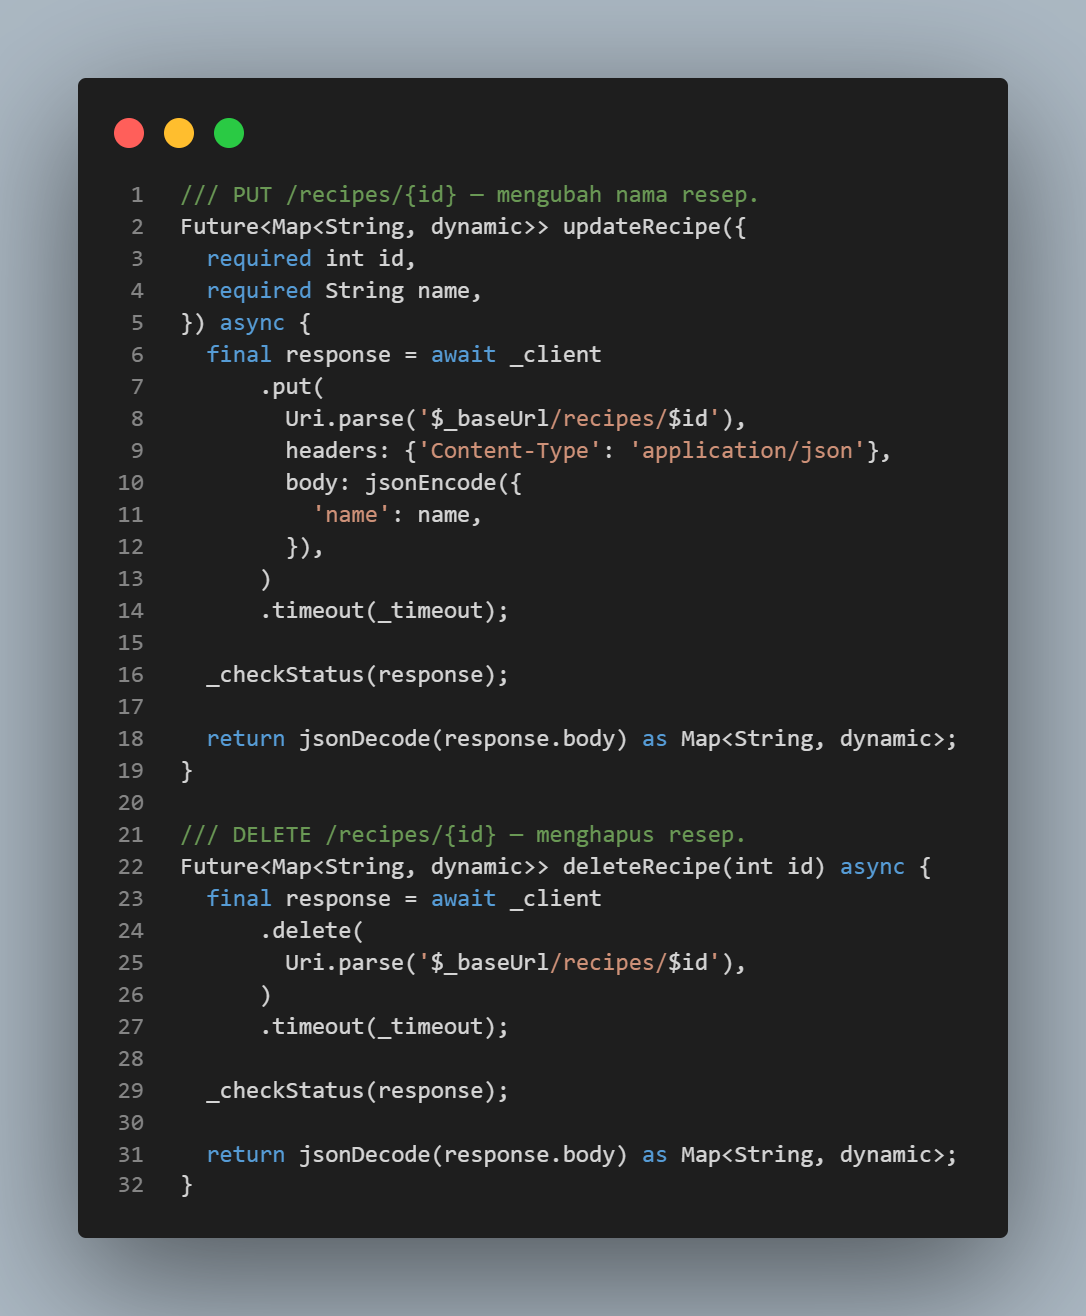 1 /// PUT /recipes/{id} — mengubah nama resep.
2 Future<Map<String, dynamic>> updateRecipe({
3   required int id,
4   required String name,
5 }) async {
6   final response = await _client
7       .put(
8         Uri.parse('$_baseUrl/recipes/$id'),
9         headers: {'Content-Type': 'application/json'},
10         body: jsonEncode({
11           'name': name,
12         }),
13       )
14       .timeout(_timeout);
15
16   _checkStatus(response);
17
18   return jsonDecode(response.body) as Map<String, dynamic>;
19 }
20
21 /// DELETE /recipes/{id} — menghapus resep.
22 Future<Map<String, dynamic>> deleteRecipe(int id) async {
23   final response = await _client
24       .delete(
25         Uri.parse('$_baseUrl/recipes/$id'),
26       )
27       .timeout(_timeout);
28
29   _checkStatus(response);
30
31   return jsonDecode(response.body) as Map<String, dynamic>;
32 }